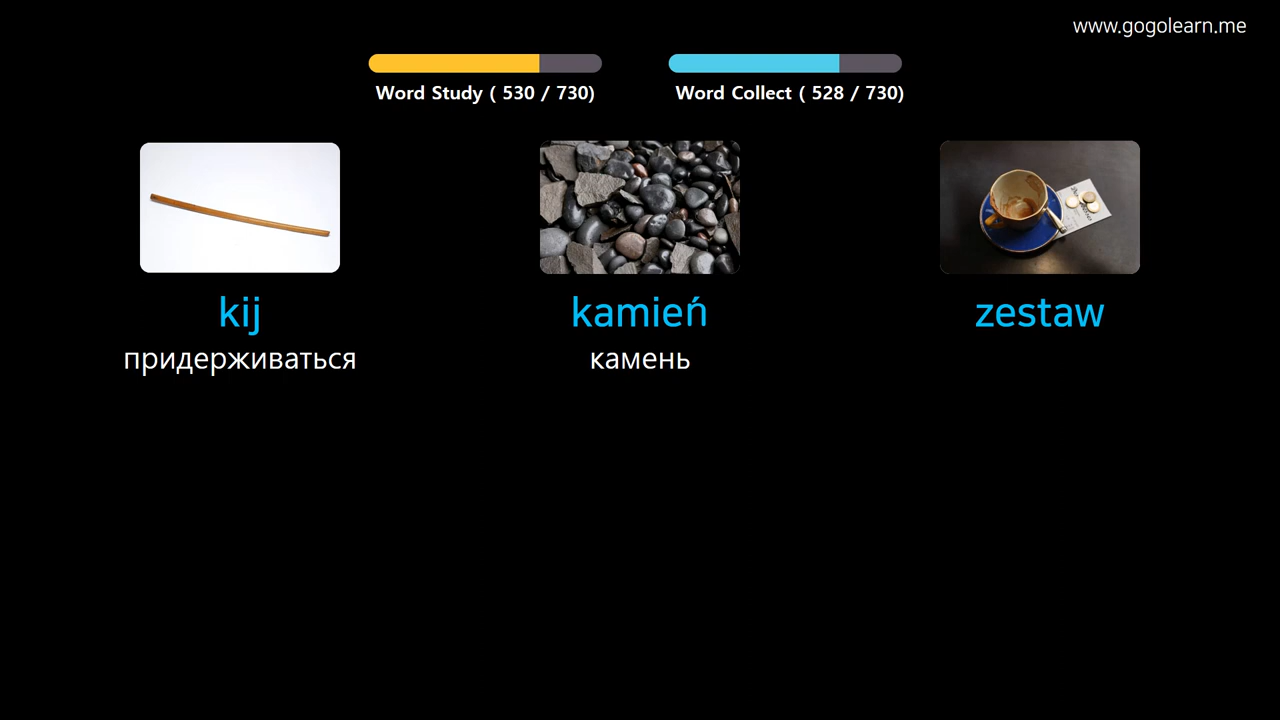 www.gogolearn.me
Word Study ( 530 / 730)
Word Collect ( 528 / 730)
kij
kamień
zestaw
придерживаться
камень